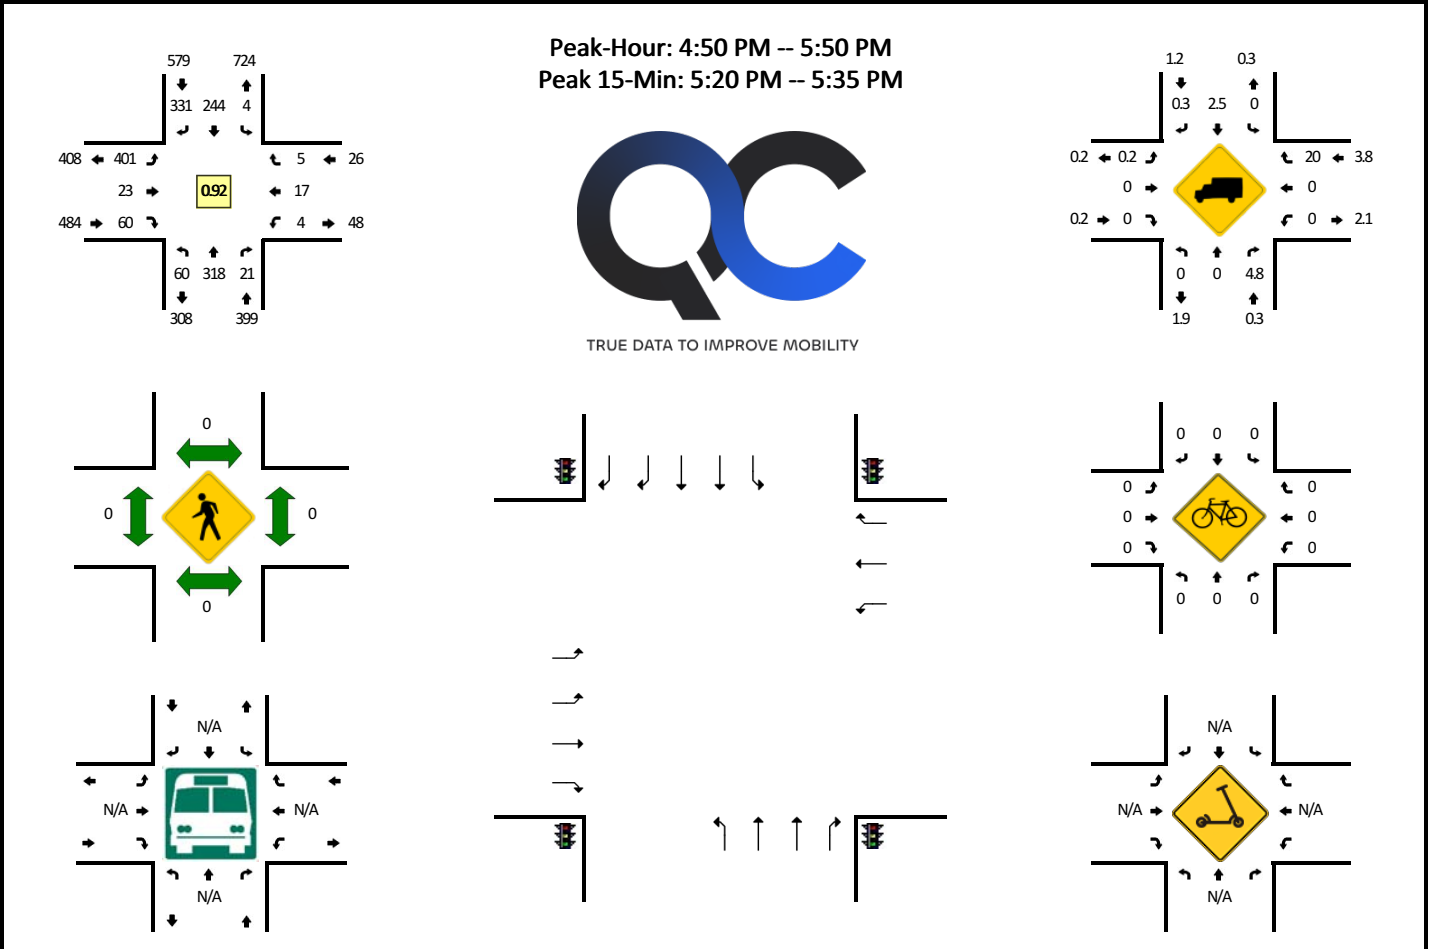 Peak-Hour: 4:50 PM -- 5:50 PM
Peak 15-Min: 5:20 PM -- 5:35 PM
579 724
331 244 4
408 401 5 26
23 0.92 17
484 60 4 48
60 318 21
308 399
1.2 0.3
0.3 2.5 0
0.2 0.2 20 3.8
0 0
0.2 0 0 2.1
0 0 4.8
1.9 0.3
QC
TRUE DATA TO IMPROVE MOBILITY
0
0 0
0
0 0 0
0 0
0 0
0 0
0 0 0
N/A
N/A N/A
N/A
N/A
N/A N/A
N/A